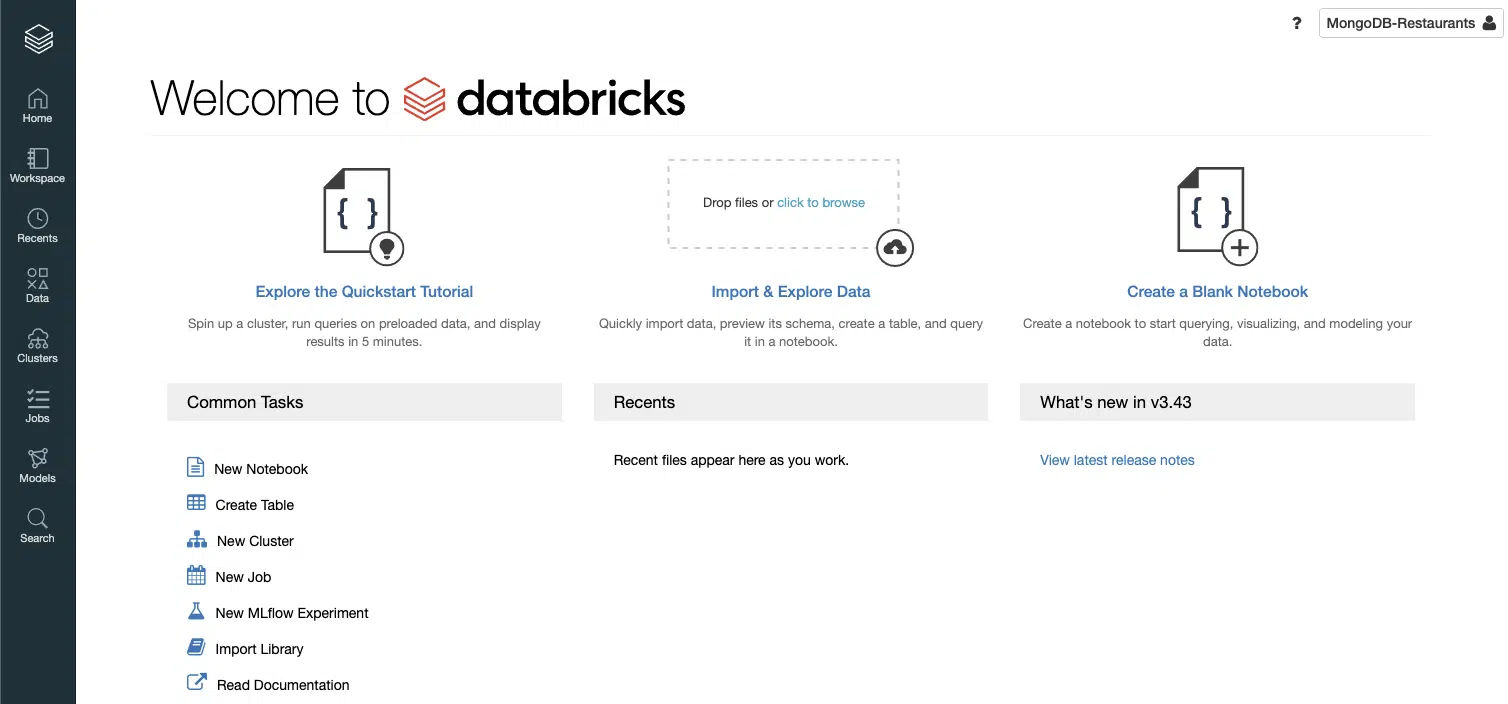 ? MongoDB-Restaurants
Home
Workspace
Recents
Data
Clusters
Jobs
Models
Search
Welcome to databricks
{ }
Explore the Quickstart Tutorial
Spin up a cluster, run queries on preloaded data, and display
results in 5 minutes.
Drop files or click to browse
Import & Explore Data
Quickly import data, preview its schema, create a table, and query
it in a notebook.
{ }
Create a Blank Notebook
Create a notebook to start querying, visualizing, and modeling your
data.
Common Tasks
New Notebook
Create Table
New Cluster
New Job
New MLflow Experiment
Import Library
Read Documentation
Recents
Recent files appear here as you work.
What's new in v3.43
View latest release notes